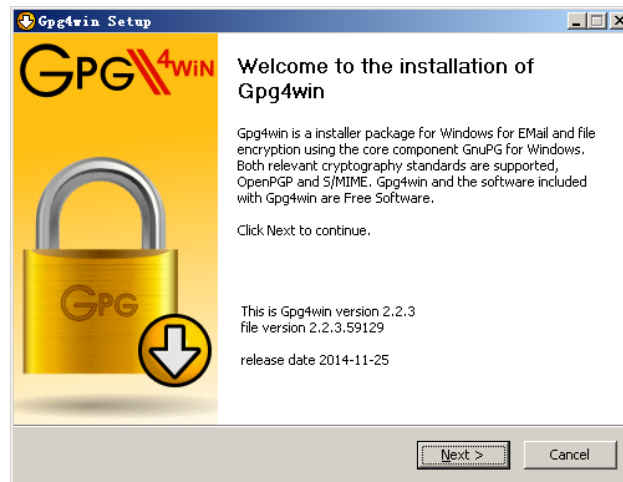 Gpg4win Setup
GPG4WIN
Welcome to the installation of
Gpg4win
Gpg4win is a installer package for Windows for EMail and file
encryption using the core component GnuPG for Windows.
Both relevant cryptography standards are supported,
OpenPGP and S/MIME. Gpg4win and the software included
with Gpg4win are Free Software.
Click Next to continue.
GPG
This is Gpg4win version 2.2.3
file version 2.2.3.59129
release date 2014-11-25
Next >
Cancel